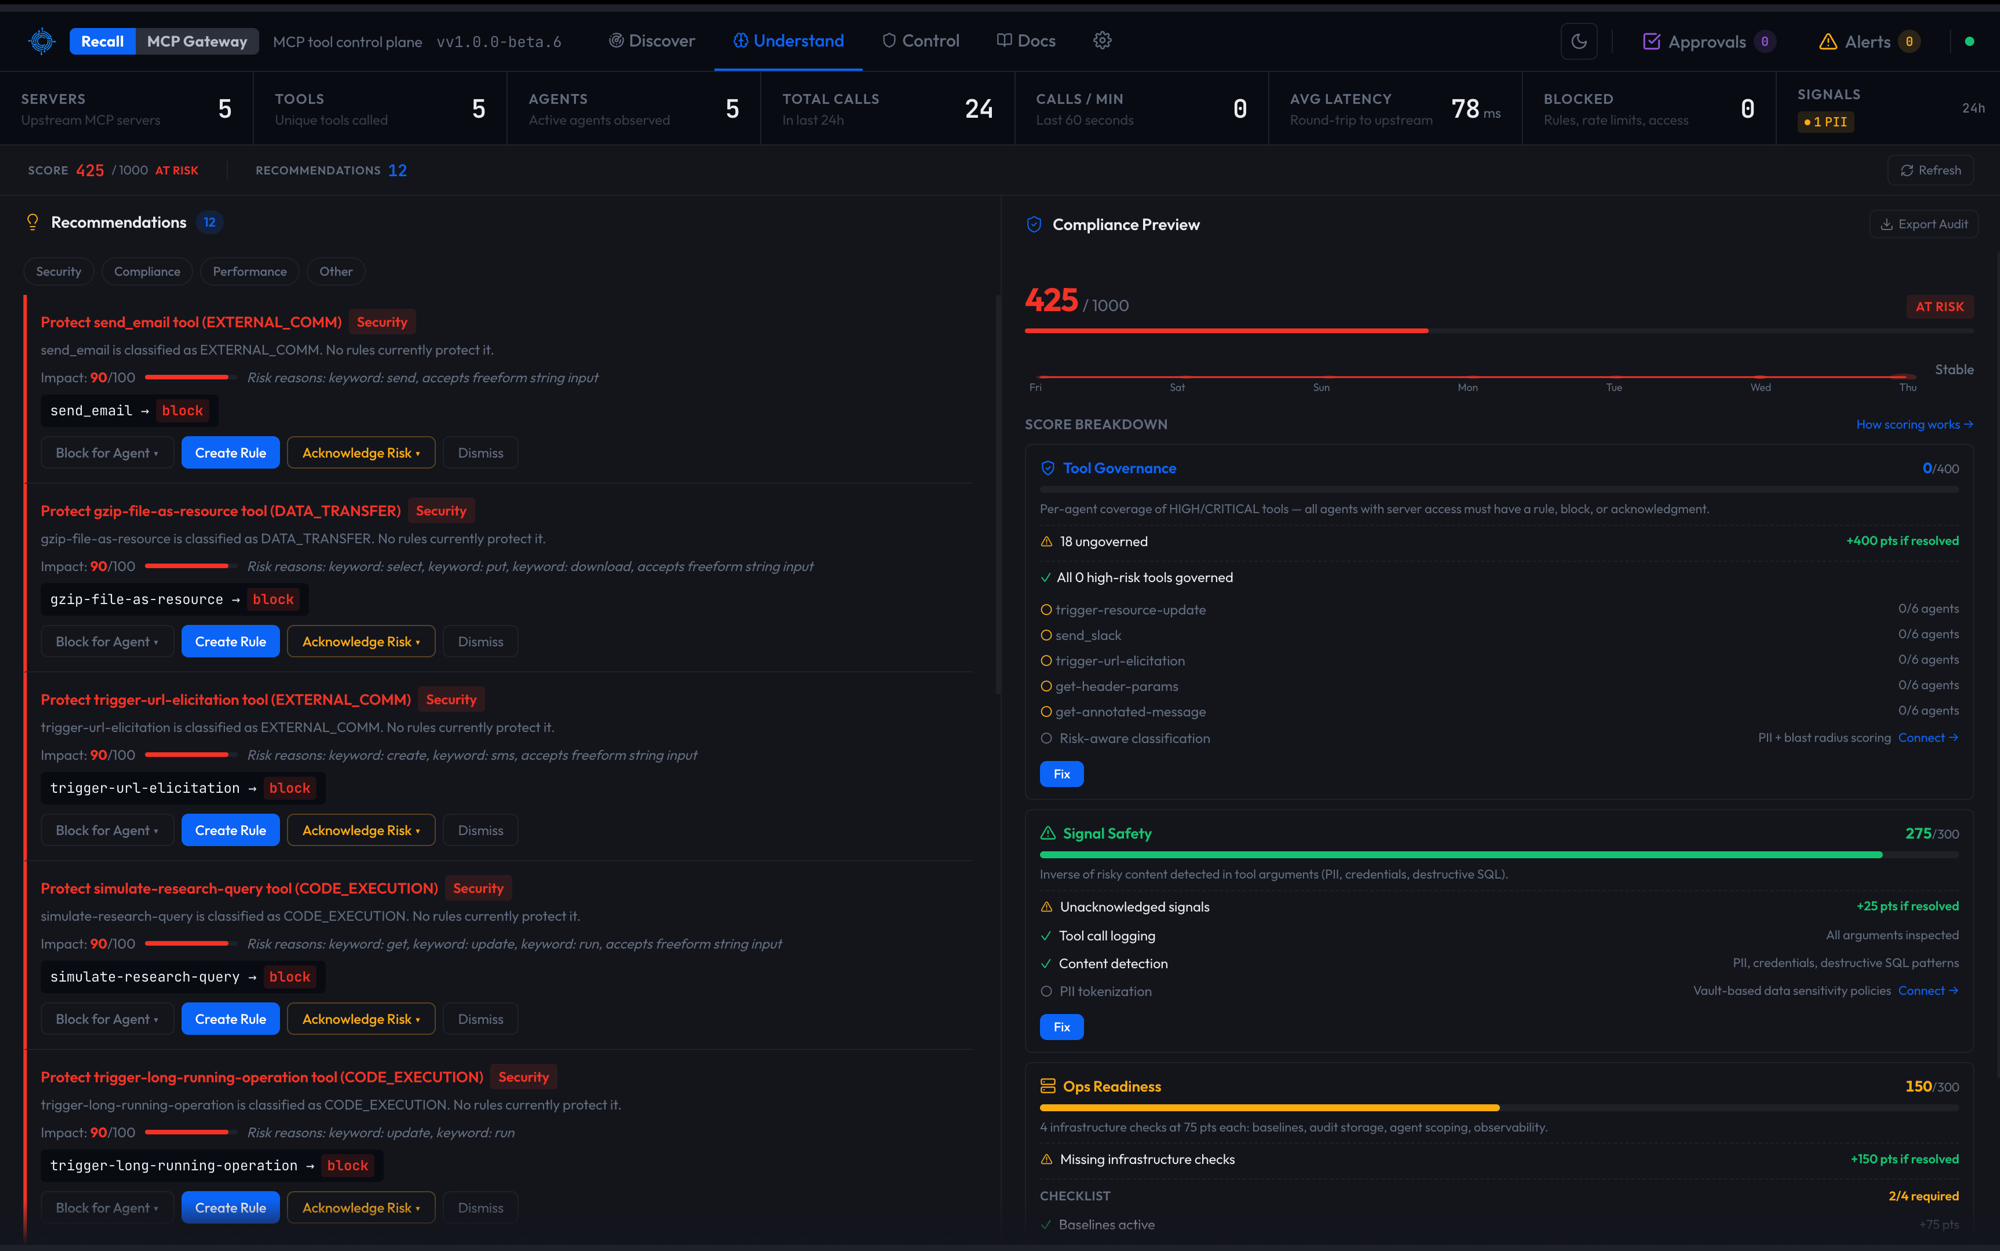 Recall MCP Gateway MCP tool control plane vv1.0.0-beta.6 Discover Understand Control Docs Approvals 0 Alerts 0
SERVERS 5 TOOLS 5 AGENTS 5 TOTAL CALLS 24 CALLS / MIN 0 AVG LATENCY 78 ms BLOCKED 0 SIGNALS 24h
Upstream MCP servers Unique tools called Active agents observed In last 24h Last 60 seconds Round-trip to upstream Rules, rate limits, access 1 PII
SCORE 425 / 1000 AT RISK RECOMMENDATIONS 12 Refresh
Recommendations 12
Security Compliance Performance Other
Protect send_email tool (EXTERNAL_COMM) Security
send_email is classified as EXTERNAL_COMM. No rules currently protect it.
Impact: 90/100 Risk reasons: keyword: send, accepts freeform string input
send_email → block
Block for Agent ▾ Create Rule Acknowledge Risk ▾ Dismiss
Protect gzip-file-as-resource tool (DATA_TRANSFER) Security
gzip-file-as-resource is classified as DATA_TRANSFER. No rules currently protect it.
Impact: 90/100 Risk reasons: keyword: select, keyword: put, keyword: download, accepts freeform string input
gzip-file-as-resource → block
Block for Agent ▾ Create Rule Acknowledge Risk ▾ Dismiss
Protect trigger-url-elicitation tool (EXTERNAL_COMM) Security
trigger-url-elicitation is classified as EXTERNAL_COMM. No rules currently protect it.
Impact: 90/100 Risk reasons: keyword: create, keyword: sms, accepts freeform string input
trigger-url-elicitation → block
Block for Agent ▾ Create Rule Acknowledge Risk ▾ Dismiss
Protect simulate-research-query tool (CODE_EXECUTION) Security
simulate-research-query is classified as CODE_EXECUTION. No rules currently protect it.
Impact: 90/100 Risk reasons: keyword: get, keyword: update, keyword: run, accepts freeform string input
simulate-research-query → block
Block for Agent ▾ Create Rule Acknowledge Risk ▾ Dismiss
Protect trigger-long-running-operation tool (CODE_EXECUTION) Security
trigger-long-running-operation is classified as CODE_EXECUTION. No rules currently protect it.
Impact: 90/100 Risk reasons: keyword: update, keyword: run
trigger-long-running-operation → block
Block for Agent ▾ Create Rule Acknowledge Risk ▾ Dismiss
Compliance Preview Export Audit
425 / 1000 AT RISK
Stable
Fri Sat Sun Mon Tue Wed Thu
SCORE BREAKDOWN How scoring works →
Tool Governance 0/400
Per-agent coverage of HIGH/CRITICAL tools — all agents with server access must have a rule, block, or acknowledgment.
18 ungoverned +400 pts if resolved
All 0 high-risk tools governed
trigger-resource-update 0/6 agents
send_slack 0/6 agents
trigger-url-elicitation 0/6 agents
get-header-params 0/6 agents
get-annotated-message 0/6 agents
Risk-aware classification PII + blast radius scoring Connect →
Fix
Signal Safety 275/300
Inverse of risky content detected in tool arguments (PII, credentials, destructive SQL).
Unacknowledged signals +25 pts if resolved
Tool call logging All arguments inspected
Content detection PII, credentials, destructive SQL patterns
PII tokenization Vault-based data sensitivity policies Connect →
Fix
Ops Readiness 150/300
4 infrastructure checks at 75 pts each: baselines, audit storage, agent scoping, observability.
Missing infrastructure checks +150 pts if resolved
CHECKLIST 2/4 required
Baselines active +75 pts